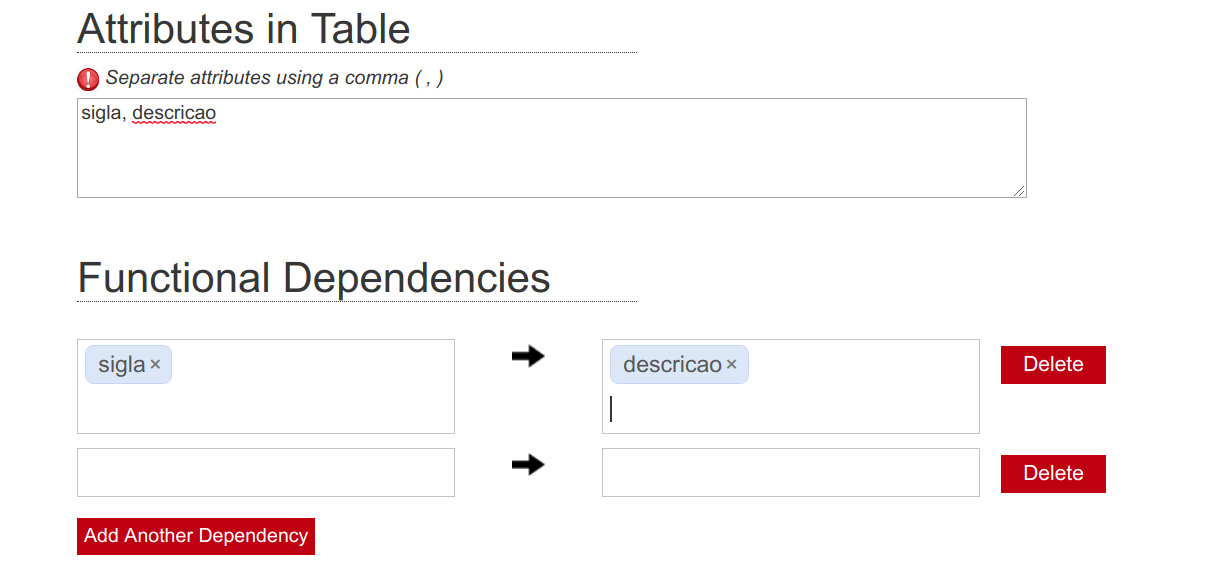 Attributes in Table
Separate attributes using a comma ( , )
sigla, descricao
Functional Dependencies
sigla × descricao × Delete
Delete
Add Another Dependency